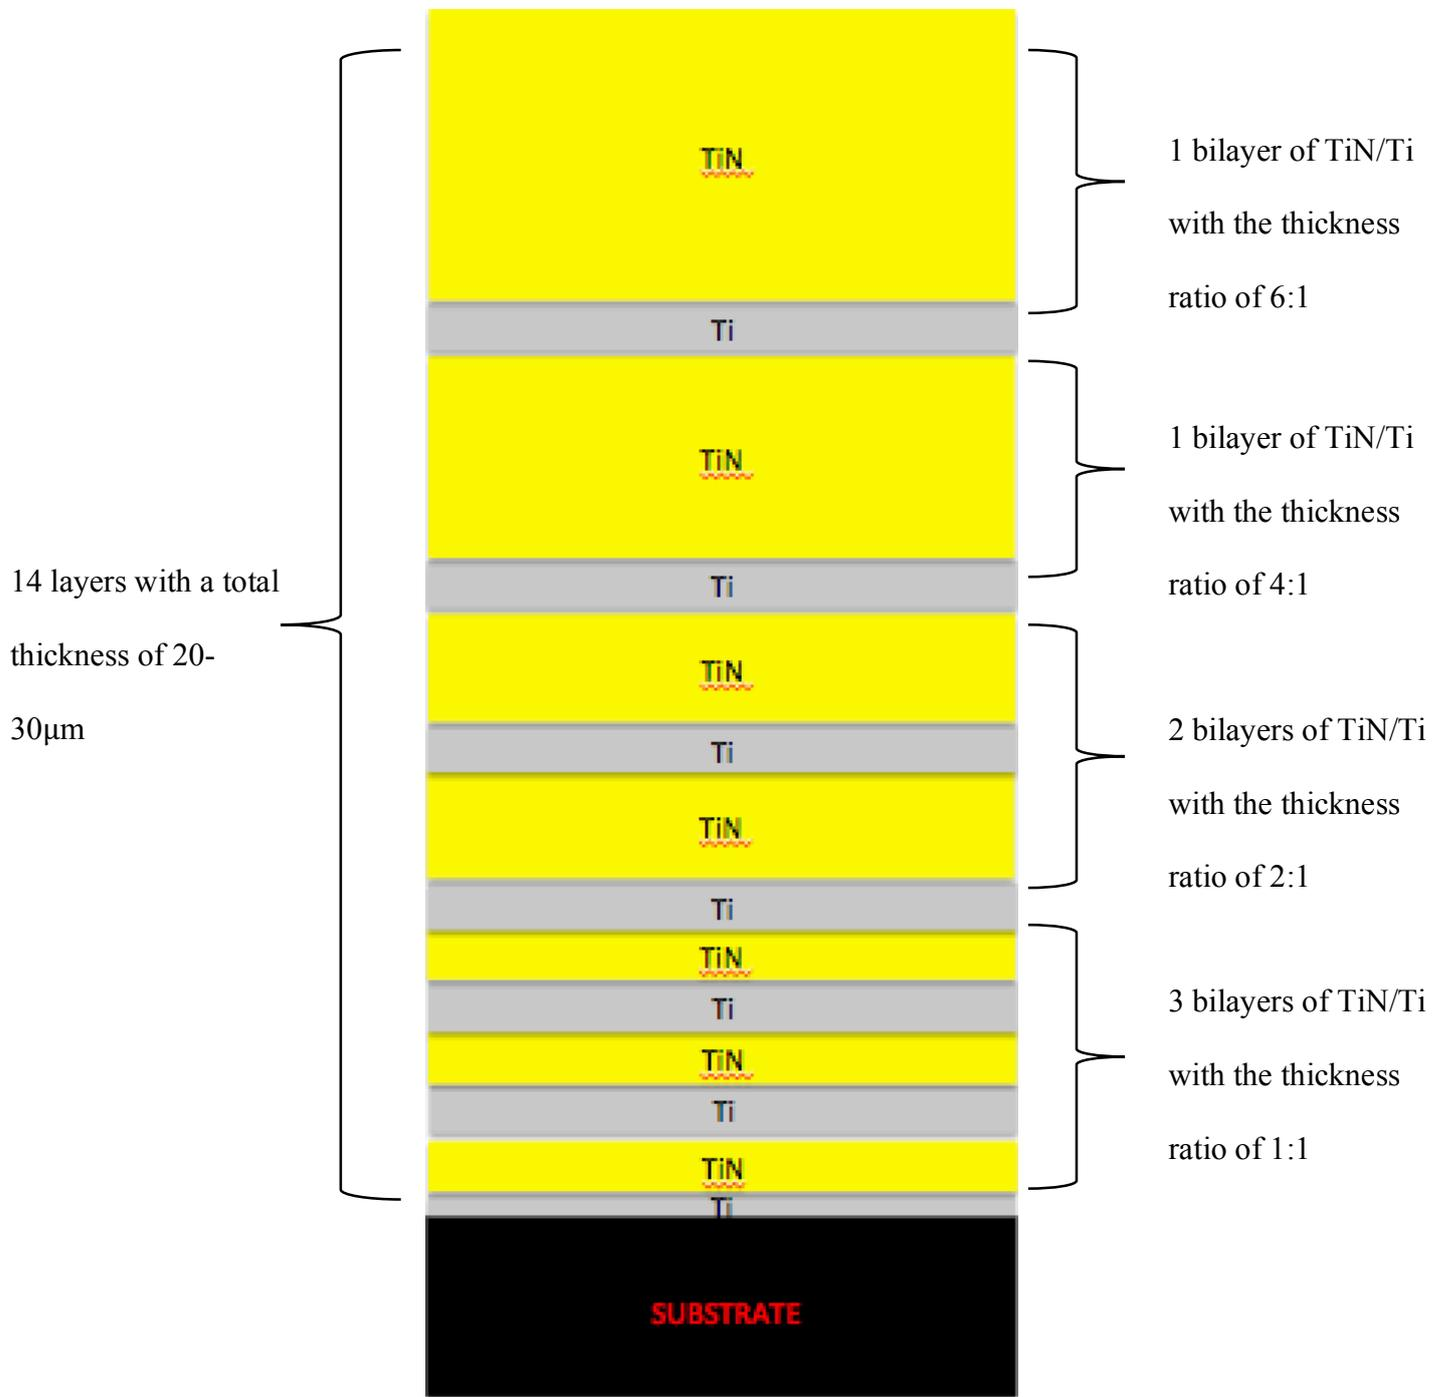 TiN
1 bilayer of TiN/Ti
with the thickness
ratio of 6:1
Ti
TiN
1 bilayer of TiN/Ti
with the thickness
ratio of 4:1
Ti
14 layers with a total
thickness of 20-
30μm
TiN
Ti
TiN
2 bilayers of TiN/Ti
with the thickness
ratio of 2:1
Ti
TiN
Ti
TiN
Ti
TiN
3 bilayers of TiN/Ti
with the thickness
ratio of 1:1
Ti
SUBSTRATE